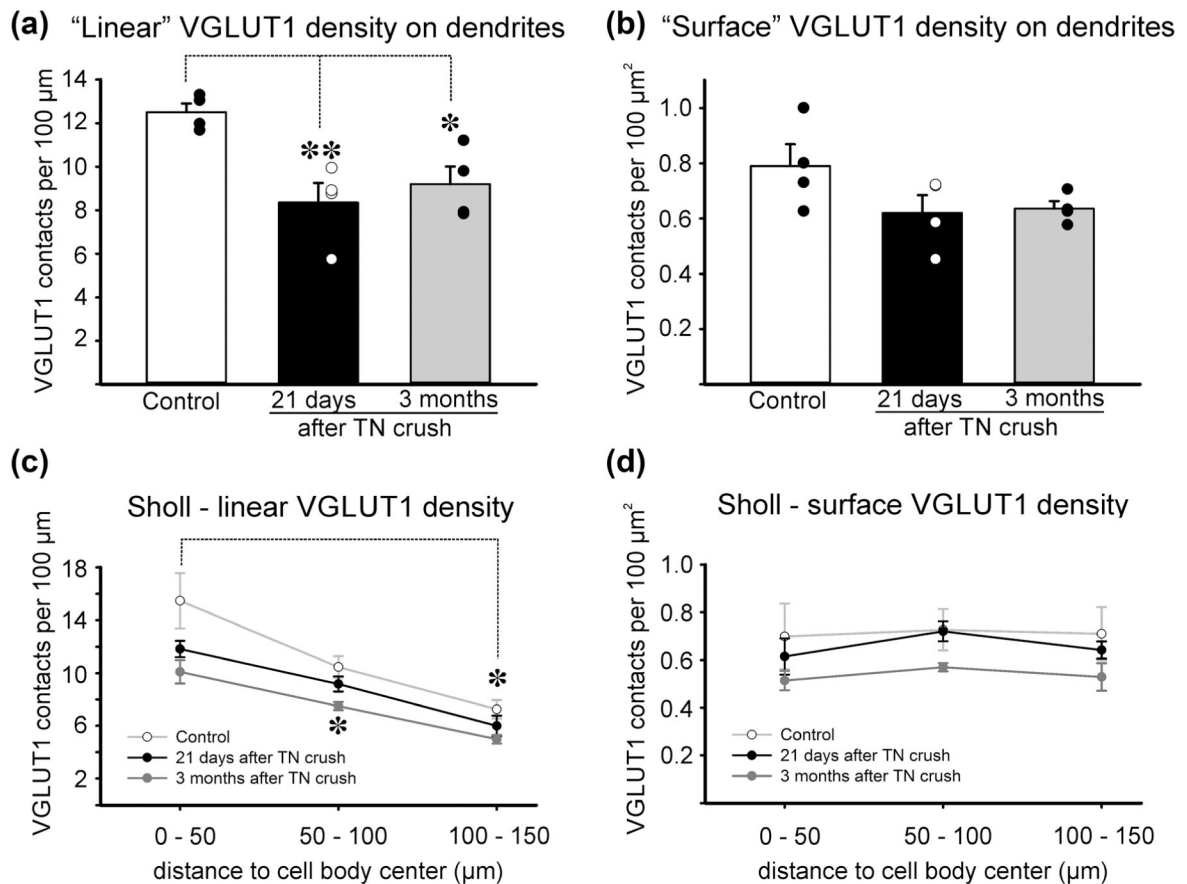 (a) “Linear” VGLUT1 density on dendrites
VGLUT1 contacts per 100 µm
14
12
10
8
6
4
2
**
*
Control
21 days
3 months
after TN crush
(b) “Surface” VGLUT1 density on dendrites
VGLUT1 contacts per 100 µm²
1.0
0.8
0.6
0.4
0.2
Control
21 days
3 months
after TN crush
(c)
Sholl - linear VGLUT1 density
VGLUT1 contacts per 100 µm
18
14
10
6
2
*
*
Control
21 days after TN crush
3 months after TN crush
0 - 50
50 - 100
100 - 150
distance to cell body center (µm)
(d)
Sholl - surface VGLUT1 density
VGLUT1 contacts per 100 µm²
1.0
0.8
0.6
0.4
0.2
Control
21 days after TN crush
3 months after TN crush
0 - 50
50 - 100
100 - 150
distance to cell body center (µm)